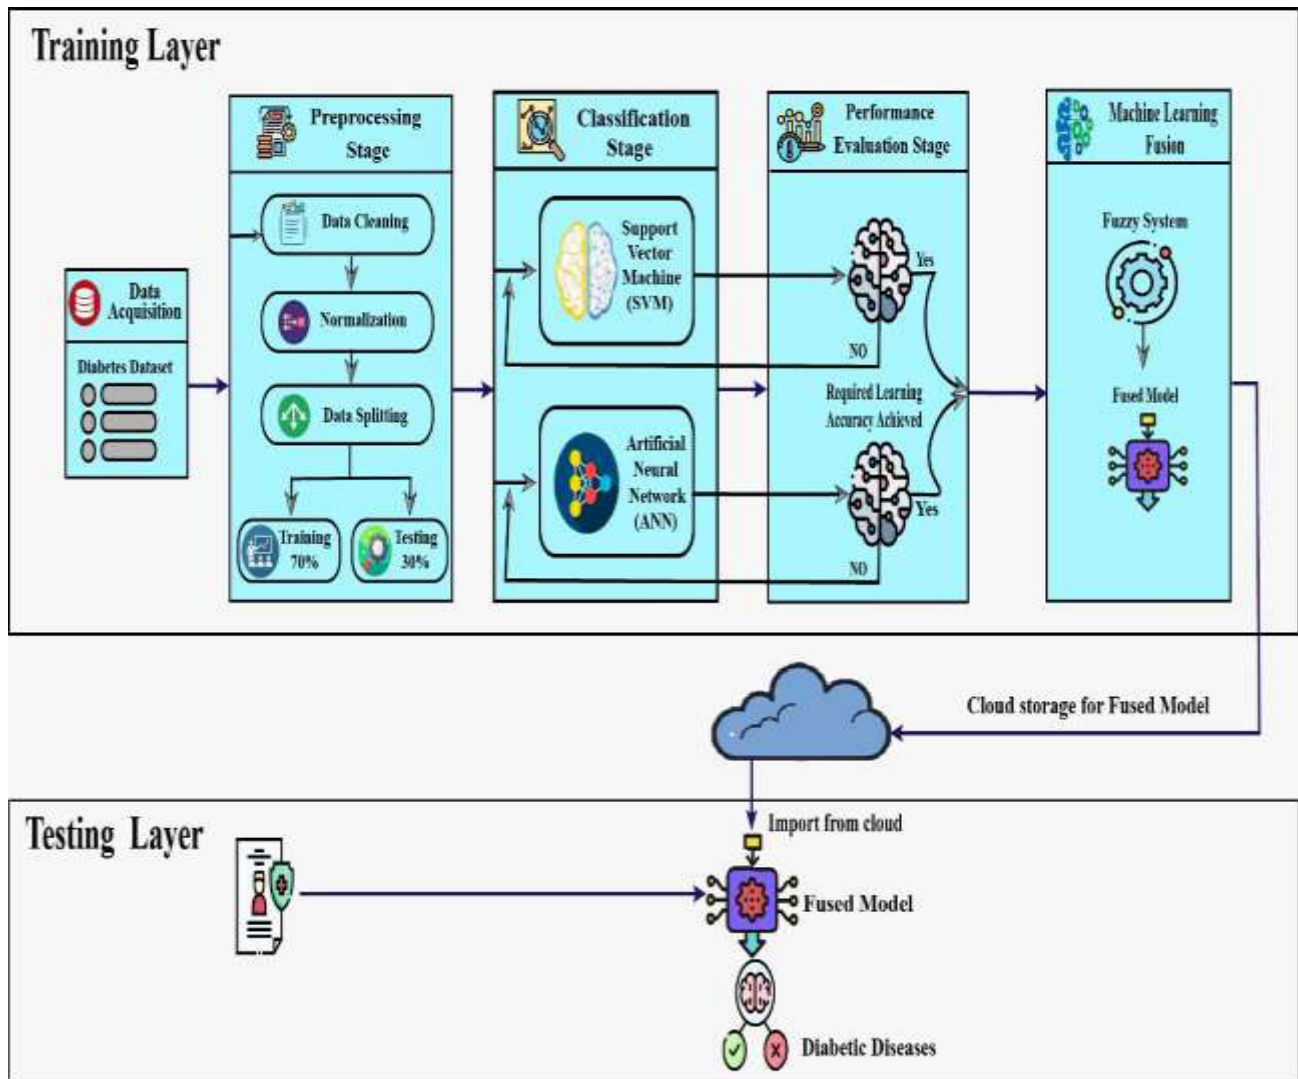 Training Layer
Data
Acquisition
Diabetes Dataset
Preprocessing
Stage
Data Cleaning
Normalization
Data Splitting
Training
70%
Testing
30%
Classification
Stage
Support
Vector
Machine
(SVM)
Artificial
Neural
Network
(ANN)
Performance
Evaluation Stage
Yes
NO
Required Learning
Accuracy Achieved
Yes
NO
Machine Learning
Fusion
Fuzzy System
Fused Model
Cloud storage for Fused Model
Testing Layer
Import from cloud
Fused Model
Diabetic Diseases